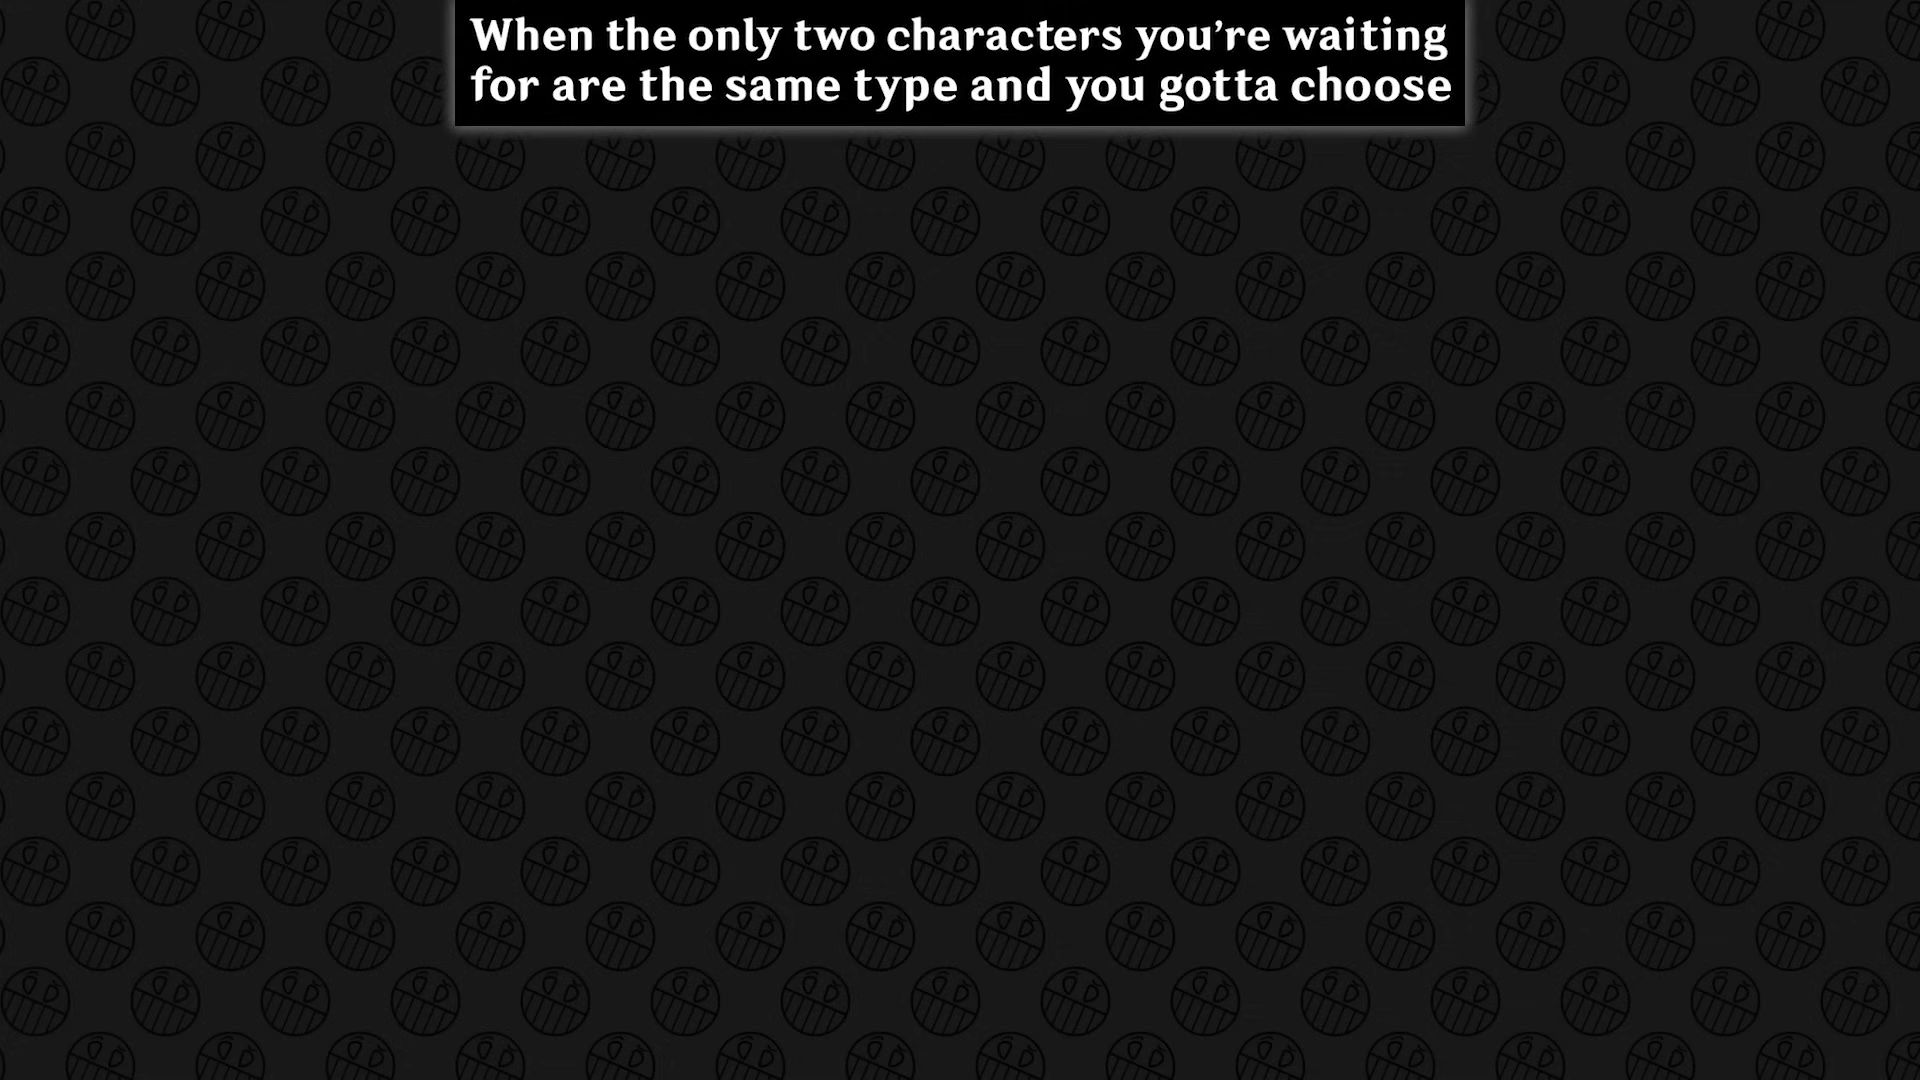 When the only two characters you’re waiting
for are the same type and you gotta choose